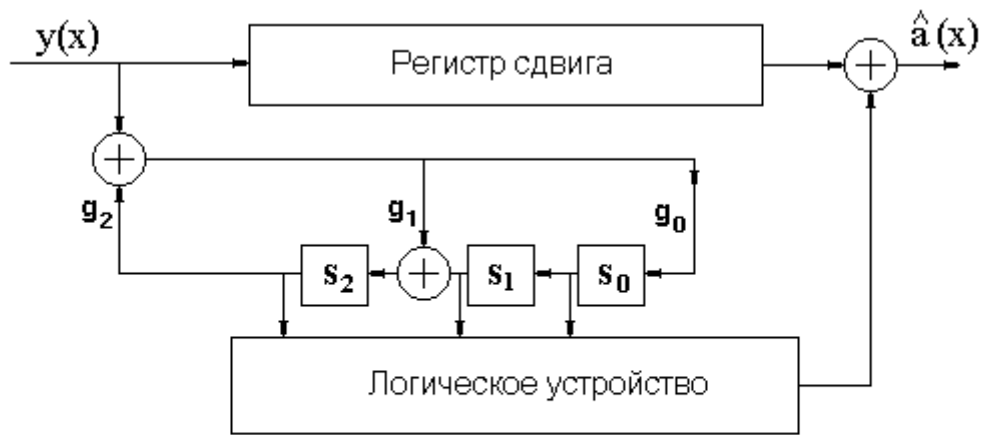 y(x)
Регистр сдвига
â(x)
g₂
g₁
g₀
s₂
s₁
s₀
Логическое устройство